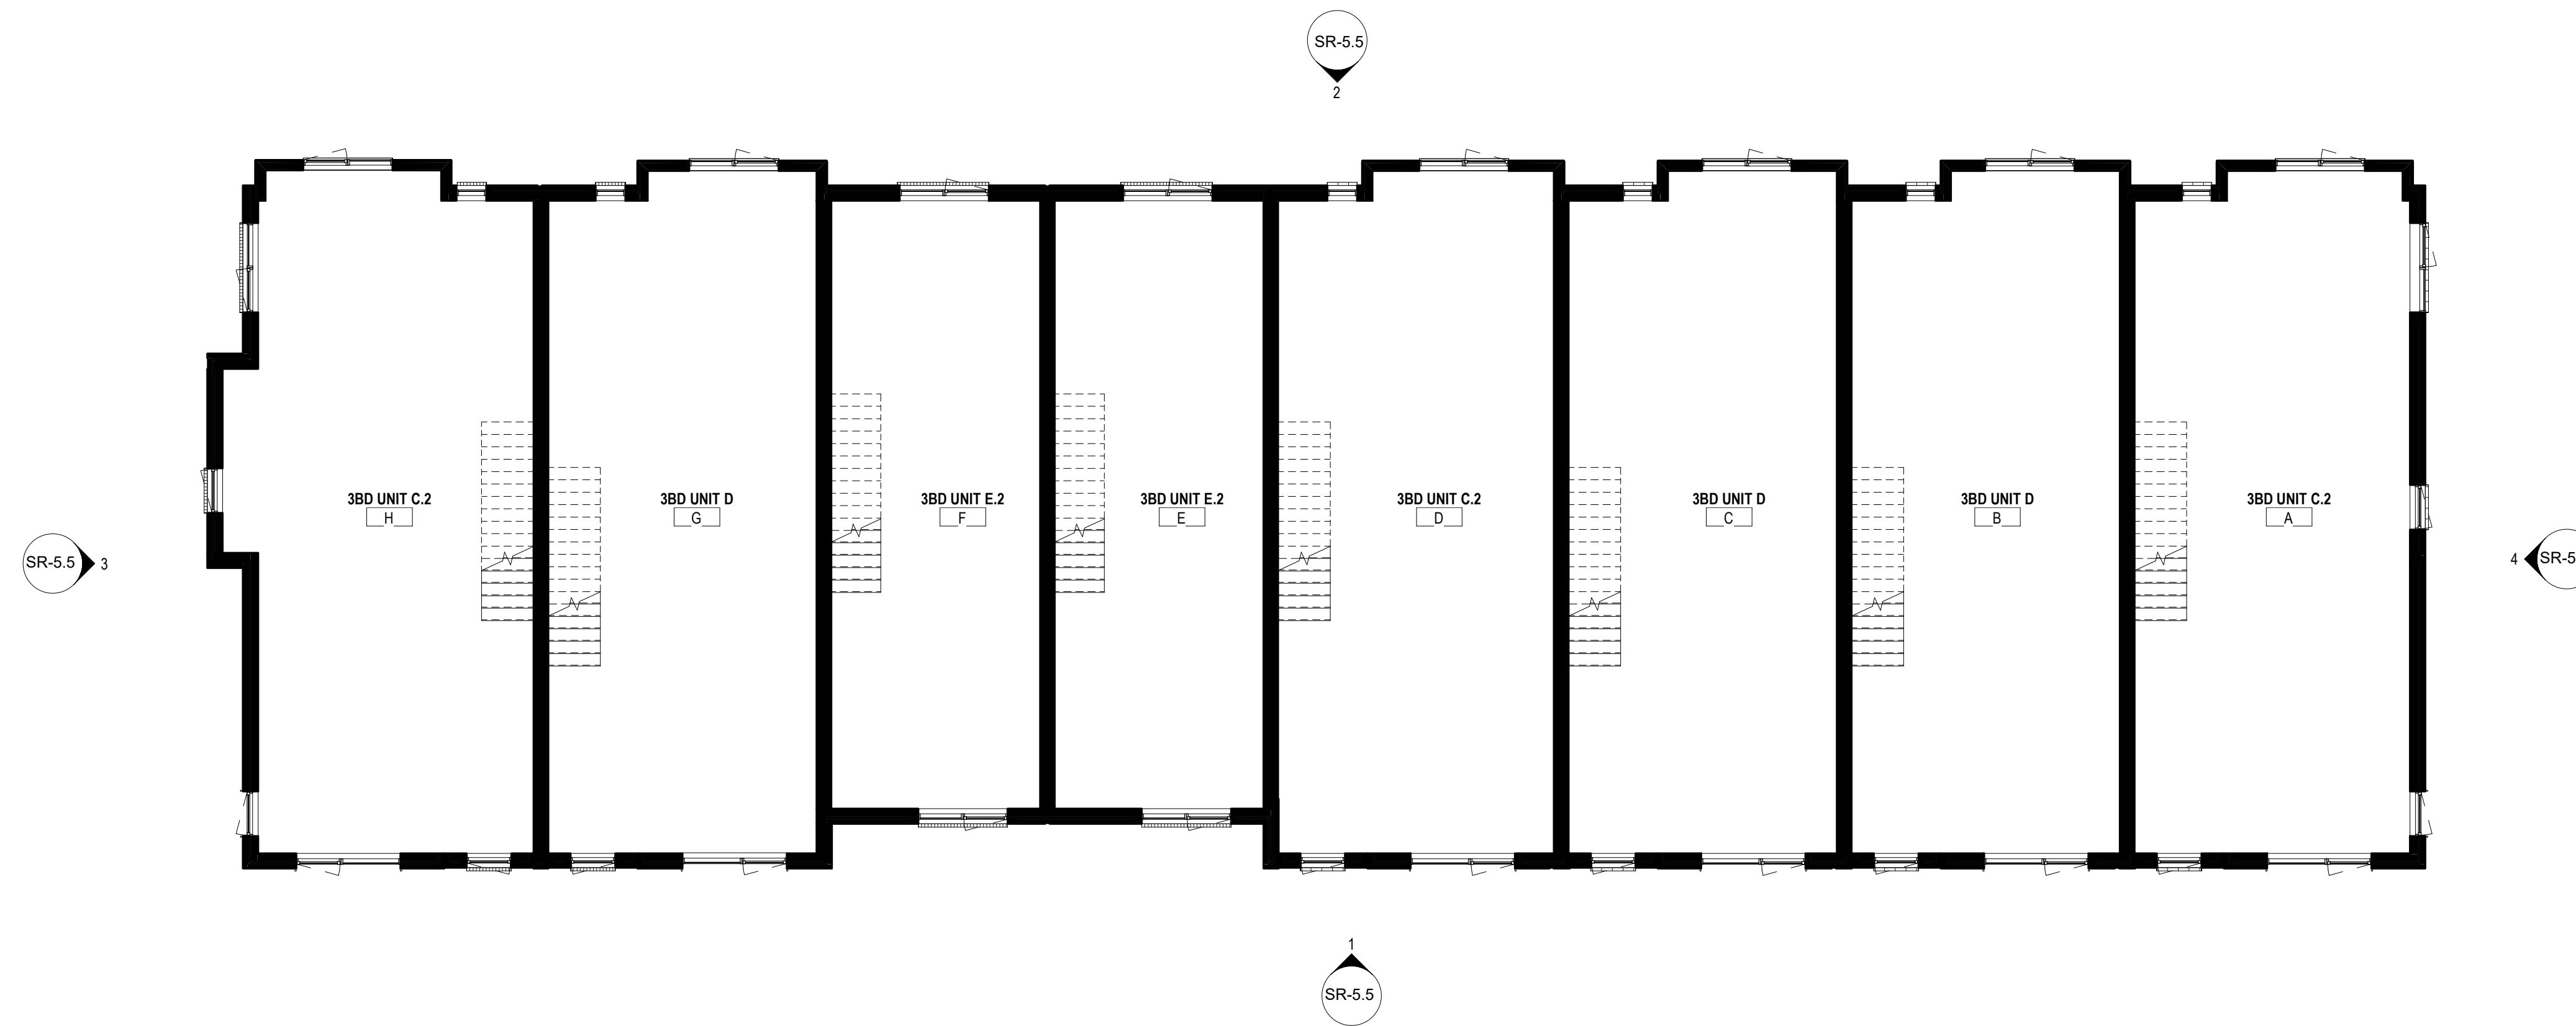 SR-5.5
2
3BD UNIT C.2
H
3BD UNIT D
G
3BD UNIT E.2
F
3BD UNIT E.2
E
3BD UNIT C.2
D
3BD UNIT D
C
3BD UNIT D
B
3BD UNIT C.2
A
SR-5.5
3
4
SR-5
1
SR-5.5